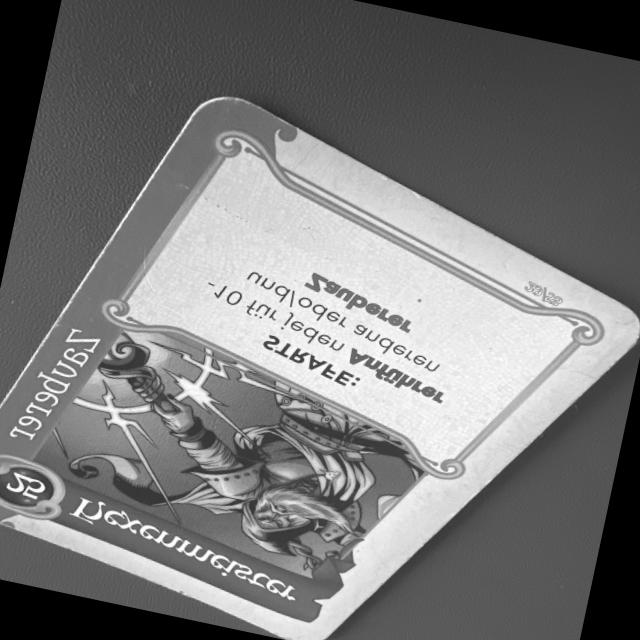 25
Hexenmeister
Zauberer
STRAFE:
-10 für jeden Anführer
und/oder anderen
Zauberer